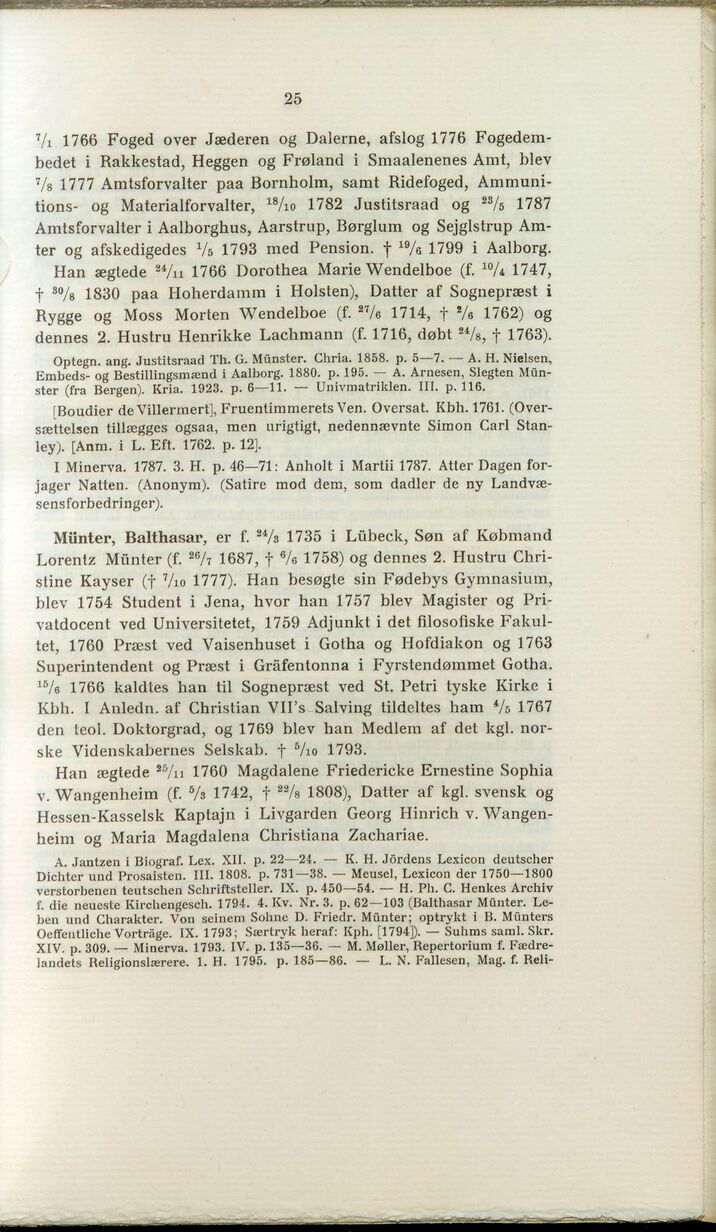 25
⁷/₁ 1766 Foged over Jæderen og Dalerne, afslog 1776 Fogedem-
bedet i Rakkestad, Heggen og Frøland i Smaalenenes Amt, blev
⁷/₈ 1777 Amtsforvalter paa Bornholm, samt Ridefoged, Ammuni-
tions- og Materialforvalter, ¹⁸/₁₀ 1782 Justitsraad og ²³/₅ 1787
Amtsforvalter i Aalborghus, Aarstrup, Børglum og Sejglstrup Am-
ter og afskedigedes ¹/₅ 1793 med Pension. † ¹⁹/₆ 1799 i Aalborg.
Han ægtede ²⁴/₁₁ 1766 Dorothea Marie Wendelboe (f. ¹⁰/₄ 1747,
† ³⁰/₈ 1830 paa Hoherdamm i Holsten), Datter af Sognepræst i
Rygge og Moss Morten Wendelboe (f. ²⁷/₆ 1714, † ²/₆ 1762) og
dennes 2. Hustru Henrikke Lachmann (f. 1716, døbt ²⁴/₈, † 1763).
Optegn. ang. Justitsraad Th. G. Münster. Chria. 1858. p. 5—7. — A. H. Nielsen,
Embeds- og Bestillingsmænd i Aalborg. 1880. p. 195. — A. Arnesen, Slegten Mün-
ster (fra Bergen). Kria. 1923. p. 6—11. — Univmatriklen. III. p. 116.
[Boudier de Villermert], Fruentimmerets Ven. Oversat. Kbh. 1761. (Over-
sættelsen tillægges ogsaa, men urigtigt, nedennævnte Simon Carl Stan-
ley). [Anm. i L. Eft. 1762. p. 12].
I Minerva. 1787. 3. H. p. 46—71: Anholt i Martii 1787. Atter Dagen for-
jager Natten. (Anonym). (Satire mod dem, som dadler de ny Landvæ-
sensforbedringer).
Münter, Balthasar, er f. ²⁴/₃ 1735 i Lübeck, Søn af Købmand
Lorentz Münter (f. ²⁶/₇ 1687, † ⁶/₆ 1758) og dennes 2. Hustru Chri-
stine Kayser († ⁷/₁₀ 1777). Han besøgte sin Fødebys Gymnasium,
blev 1754 Student i Jena, hvor han 1757 blev Magister og Pri-
vatdocent ved Universitetet, 1759 Adjunkt i det filosofiske Fakul-
tet, 1760 Præst ved Vaisenhuset i Gotha og Hofdiakon og 1763
Superintendent og Præst i Gräfentonna i Fyrstendømmet Gotha.
¹⁵/₆ 1766 kaldtes han til Sognepræst ved St. Petri tyske Kirke i
Kbh. I Anledn. af Christian VII's Salving tildeltes ham ⁴/₅ 1767
den teol. Doktorgrad, og 1769 blev han Medlem af det kgl. nor-
ske Videnskabernes Selskab. † ⁵/₁₀ 1793.
Han ægtede ²⁵/₁₁ 1760 Magdalene Friedericke Ernestine Sophia
v. Wangenheim (f. ⁵/₃ 1742, † ²²/₈ 1808), Datter af kgl. svensk og
Hessen-Kasselsk Kaptajn i Livgarden Georg Hinrich v. Wangen-
heim og Maria Magdalena Christiana Zachariae.
A. Jantzen i Biograf. Lex. XII. p. 22—24. — K. H. Jördens Lexicon deutscher
Dichter und Prosaisten. III. 1808. p. 731—38. — Meusel, Lexicon der 1750—1800
verstorbenen teutschen Schriftsteller. IX. p. 450—54. — H. Ph. C. Henkes Archiv
f. die neueste Kirchengesch. 1794. 4. Kv. Nr. 3. p. 62—103 (Balthasar Münter. Le-
ben und Charakter. Von seinem Sohne D. Friedr. Münter; optrykt i B. Münters
Oeffentliche Vorträge. IX. 1793; Særtryk heraf: Kph. [1794]). — Suhms saml. Skr.
XIV. p. 309. — Minerva. 1793. IV. p. 135—36. — M. Møller, Repertorium f. Fædre-
landets Religionslærere. 1. H. 1795. p. 185—86. — L. N. Fallesen, Mag. f. Reli-